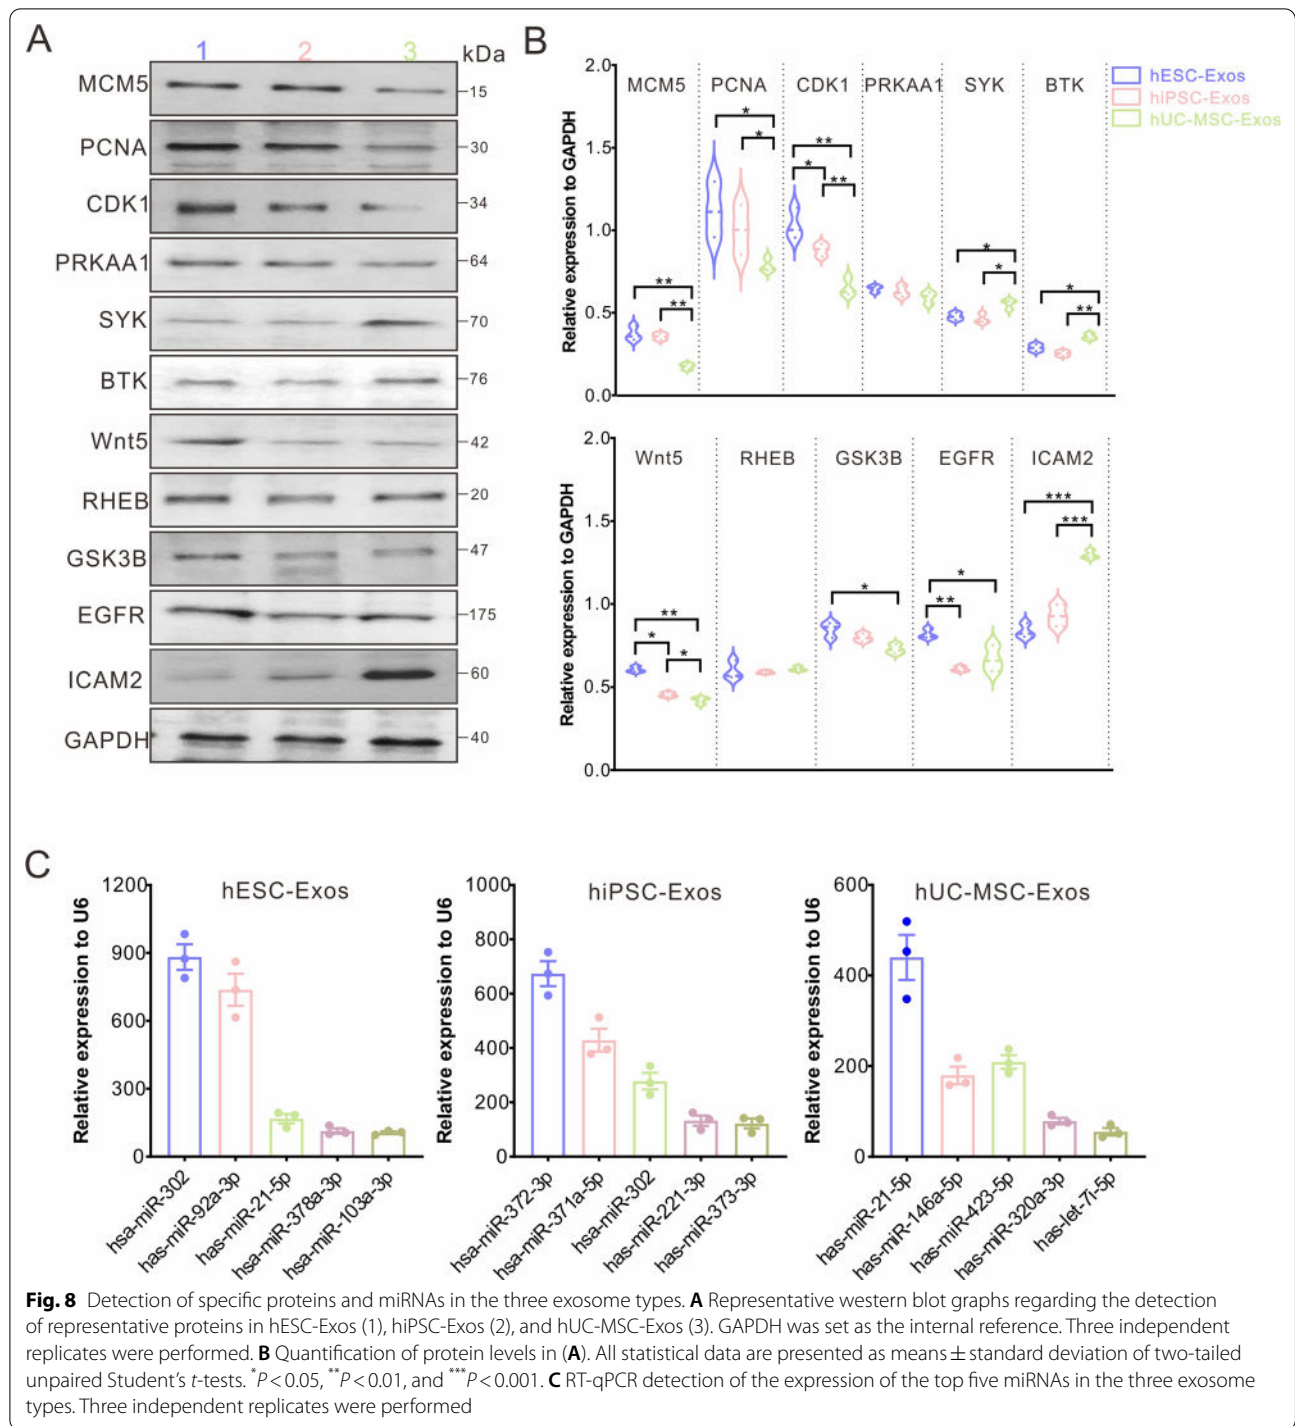 A
1 2 3 kDa
MCM5 15
PCNA 30
CDK1 34
PRKAA1 64
SYK 70
BTK 76
Wnt5 42
RHEB 20
GSK3B 47
EGFR 175
ICAM2 60
GAPDH 40
B
Relative expression to GAPDH
2.0
1.5
1.0
0.5
0.0
MCM5 PCNA CDK1 PRKAA1 SYK BTK
** ** * * ** * ** * * * **
hESC-Exos
hiPSC-Exos
hUC-MSC-Exos
Relative expression to GAPDH
2.0
1.5
1.0
0.5
0.0
Wnt5 RHEB GSK3B EGFR ICAM2
** * * * * ** *** ***
C
hESC-Exos
Relative expression to U6
1200
900
600
300
0
hsa-miR-302
has-miR-92a-3p
has-miR-21-5p
hsa-miR-378a-3p
hsa-miR-103a-3p
hiPSC-Exos
Relative expression to U6
1000
800
600
400
200
0
hsa-miR-372-3p
hsa-miR-371a-5p
hsa-miR-302
has-miR-221-3p
has-miR-373-3p
hUC-MSC-Exos
Relative expression to U6
600
400
200
0
has-miR-21-5p
has-miR-146a-5p
has-miR-423-5p
has-miR-320a-3p
has-let-7i-5p
Fig. 8 Detection of specific proteins and miRNAs in the three exosome types. A Representative western blot graphs regarding the detection
of representative proteins in hESC-Exos (1), hiPSC-Exos (2), and hUC-MSC-Exos (3). GAPDH was set as the internal reference. Three independent
replicates were performed. B Quantification of protein levels in (A). All statistical data are presented as means ± standard deviation of two-tailed
unpaired Student's t-tests. *P < 0.05, **P < 0.01, and ***P < 0.001. C RT-qPCR detection of the expression of the top five miRNAs in the three exosome
types. Three independent replicates were performed